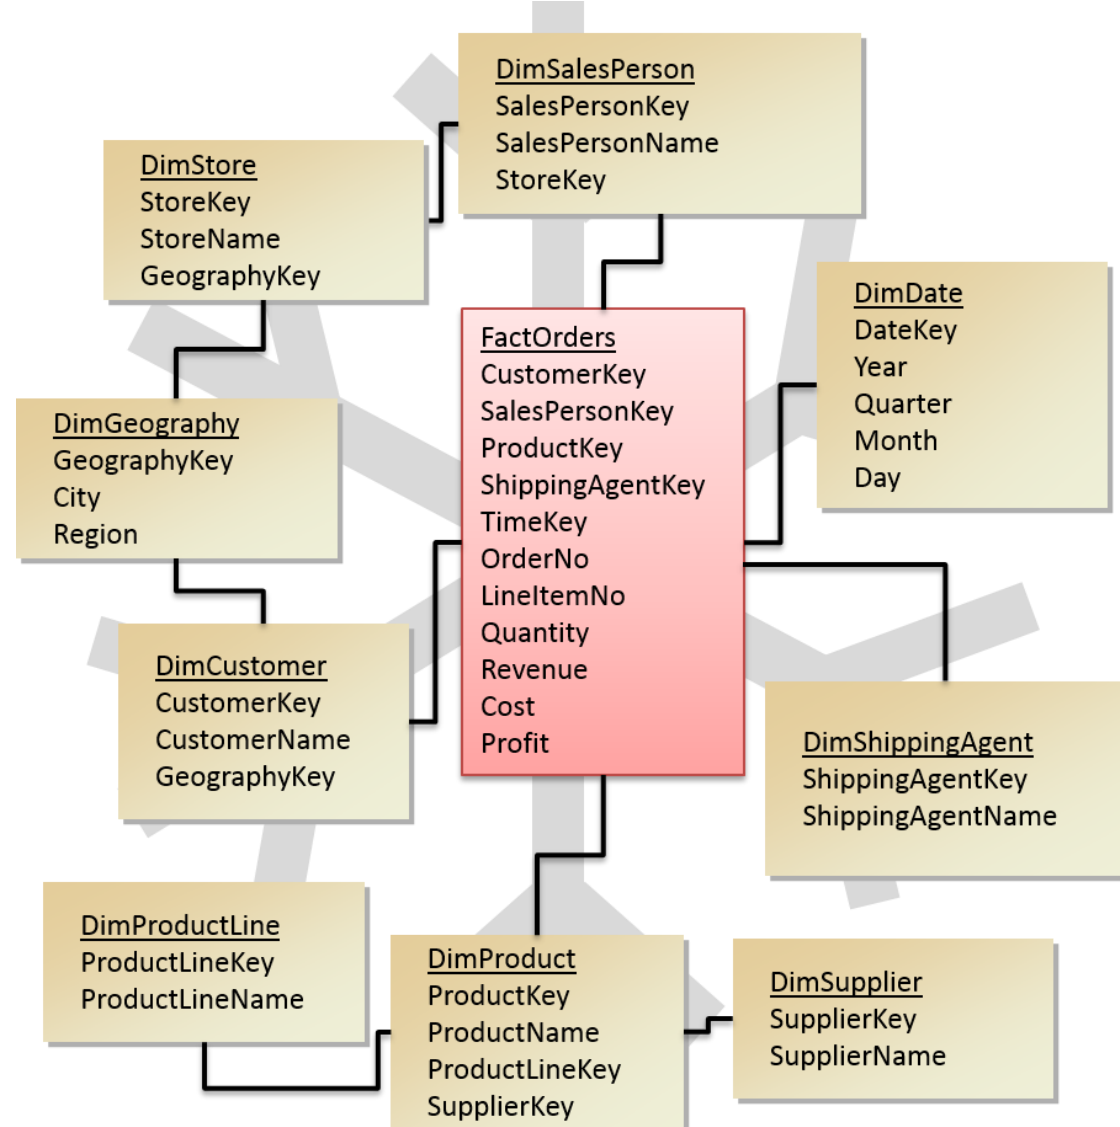 DimSalesPerson
SalesPersonKey
SalesPersonName
StoreKey
DimStore
StoreKey
StoreName
GeographyKey
DimDate
DateKey
Year
Quarter
Month
Day
FactOrders
CustomerKey
SalesPersonKey
ProductKey
ShippingAgentKey
TimeKey
OrderNo
LineItemNo
Quantity
Revenue
Cost
Profit
DimGeography
GeographyKey
City
Region
DimCustomer
CustomerKey
CustomerName
GeographyKey
DimShippingAgent
ShippingAgentKey
ShippingAgentName
DimProductLine
ProductLineKey
ProductLineName
DimProduct
ProductKey
ProductName
ProductLineKey
SupplierKey
DimSupplier
SupplierKey
SupplierName